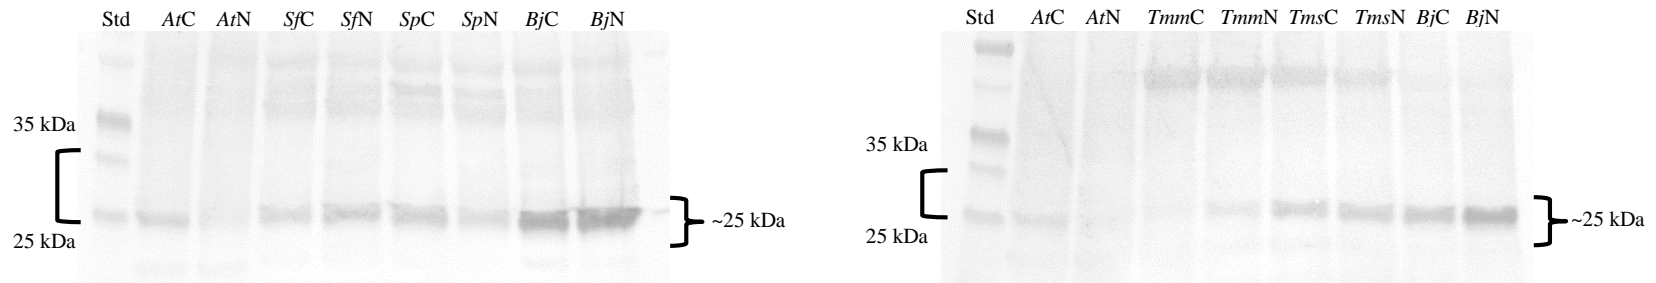 Std AtC AtN SfC SfN SpC SpN BjC BjN
35 kDa
25 kDa
~25 kDa
Std AtC AtN TmmC TmmN TmsC TmsN BjC BjN
35 kDa
25 kDa
~25 kDa